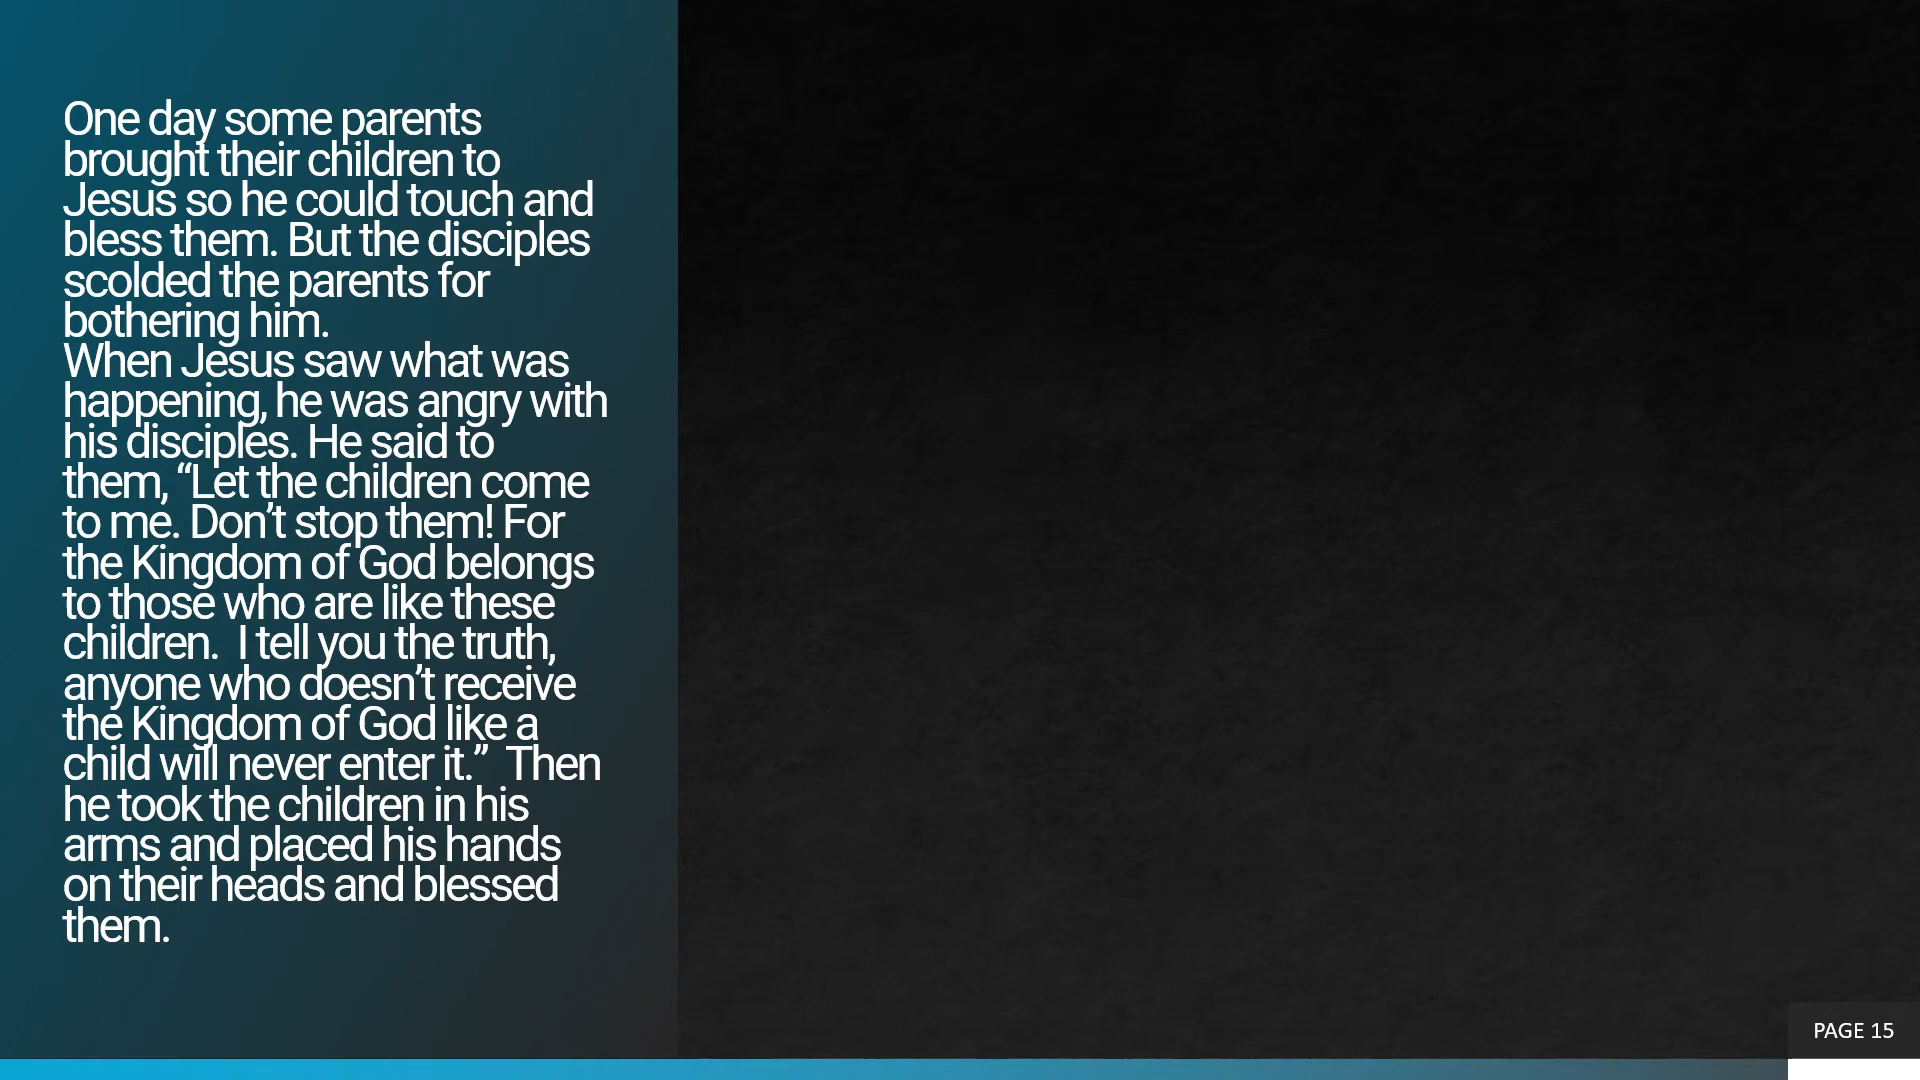 One day some parents
brought their children to
Jesus so he could touch and
bless them. But the disciples
scolded the parents for
bothering him.
When Jesus saw what was
happening, he was angry with
his disciples. He said to
them, “Let the children come
to me. Don’t stop them! For
the Kingdom of God belongs
to those who are like these
children.  I tell you the truth,
anyone who doesn’t receive
the Kingdom of God like a
child will never enter it.”  Then
he took the children in his
arms and placed his hands
on their heads and blessed
them.
PAGE 15